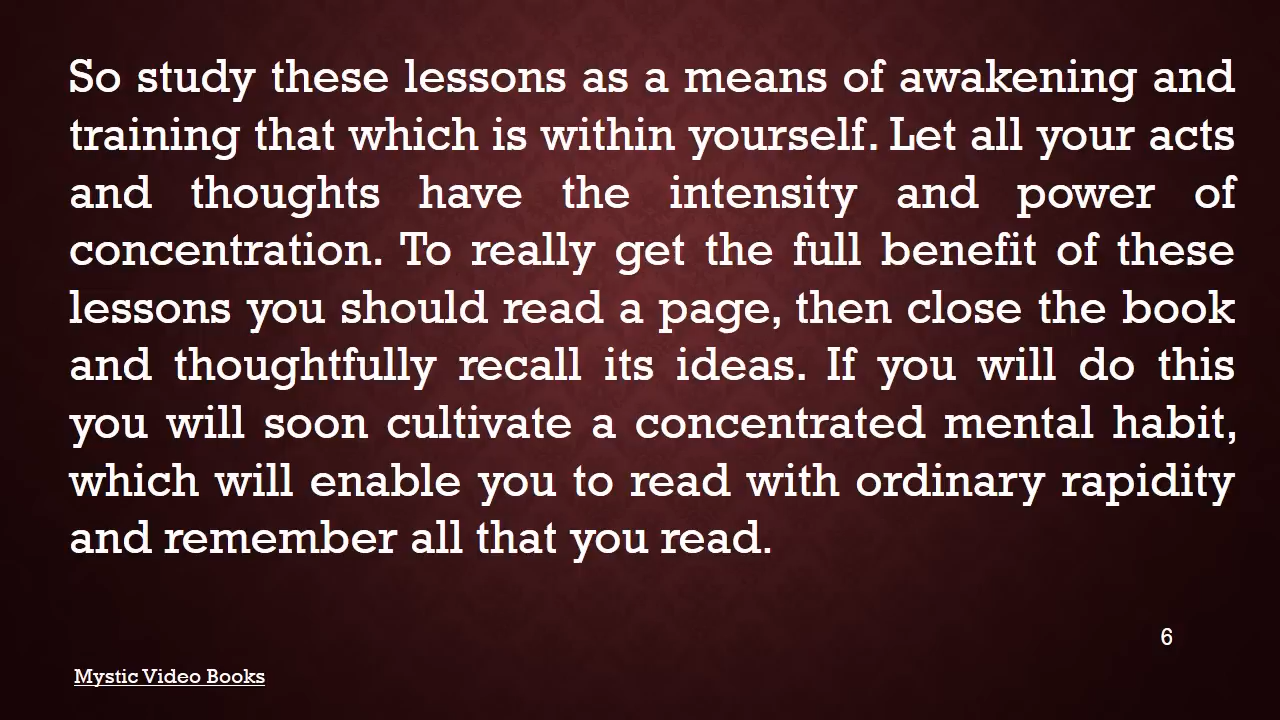 So study these lessons as a means of awakening and
training that which is within yourself. Let all your acts
and thoughts have the intensity and power of
concentration. To really get the full benefit of these
lessons you should read a page, then close the book
and thoughtfully recall its ideas. If you will do this
you will soon cultivate a concentrated mental habit,
which will enable you to read with ordinary rapidity
and remember all that you read.
6
Mystic Video Books